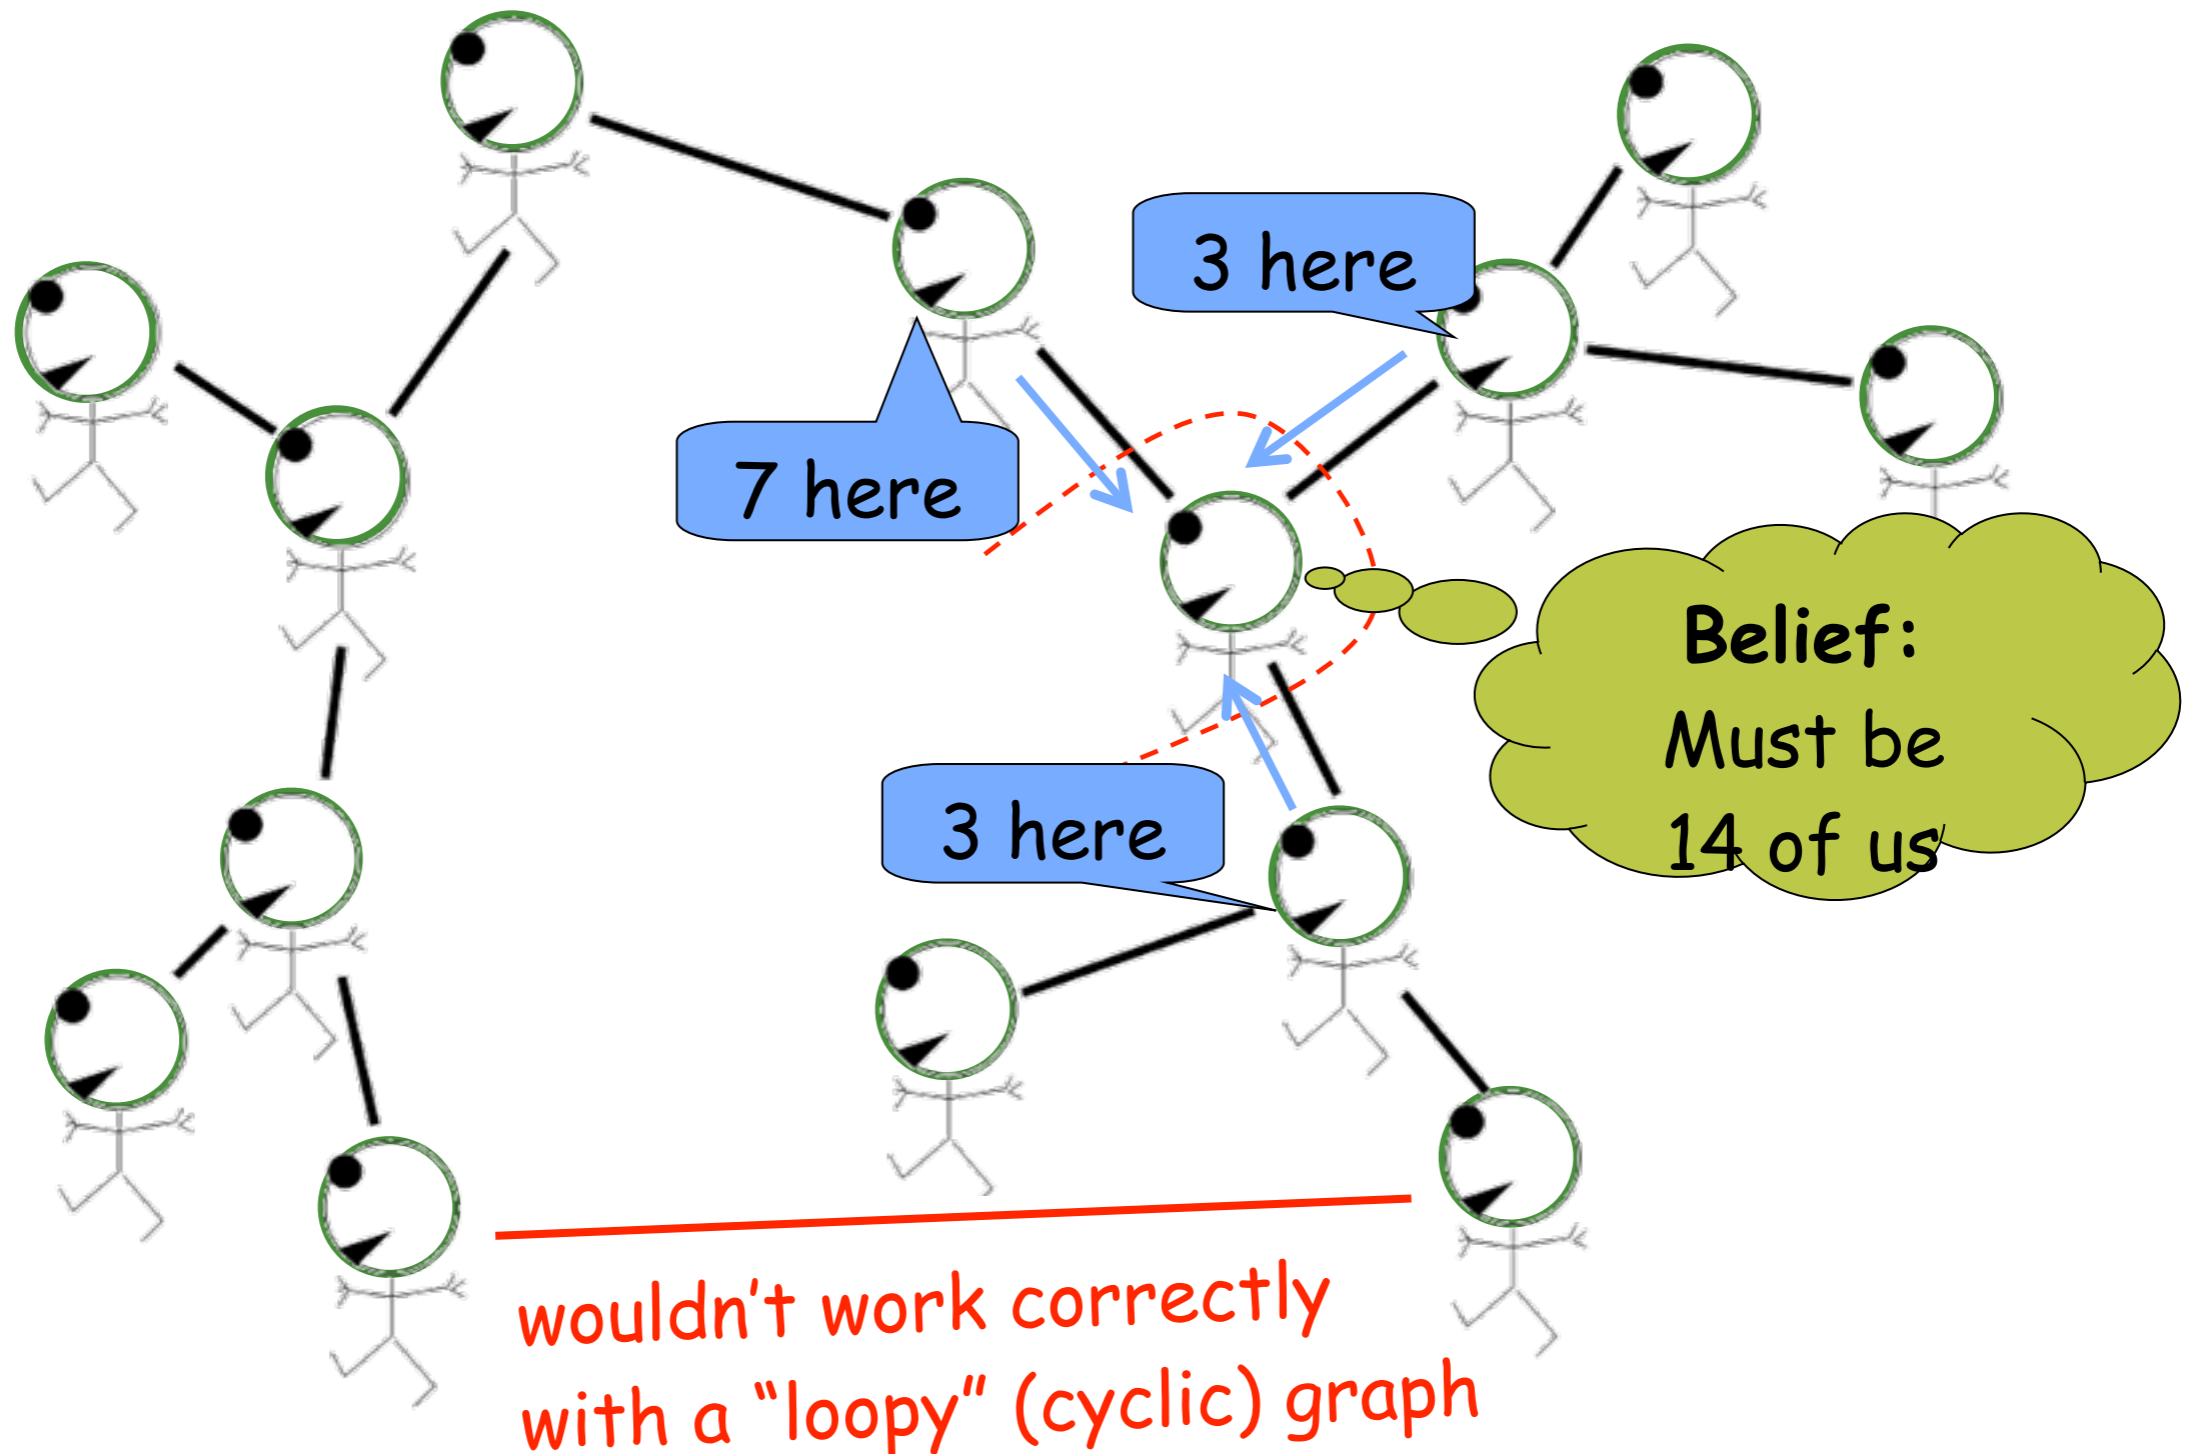 3 here
7 here
Belief:
Must be
14 of us
3 here
wouldn’t work correctly
with a “loopy” (cyclic) graph